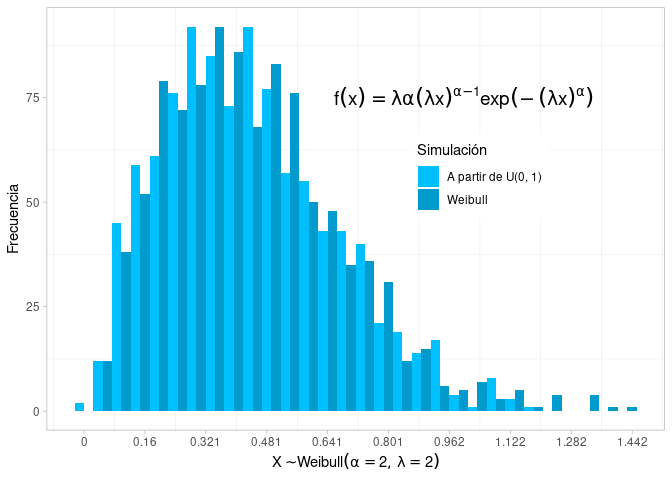 f(x) = λα(λx)^(α−1)exp(− (λx)^α)
Simulación
A partir de U(0, 1)
Weibull
Frecuencia
75
50
25
0
0 0.16 0.321 0.481 0.641 0.801 0.962 1.122 1.282 1.442
X ~Weibull(α = 2, λ = 2)